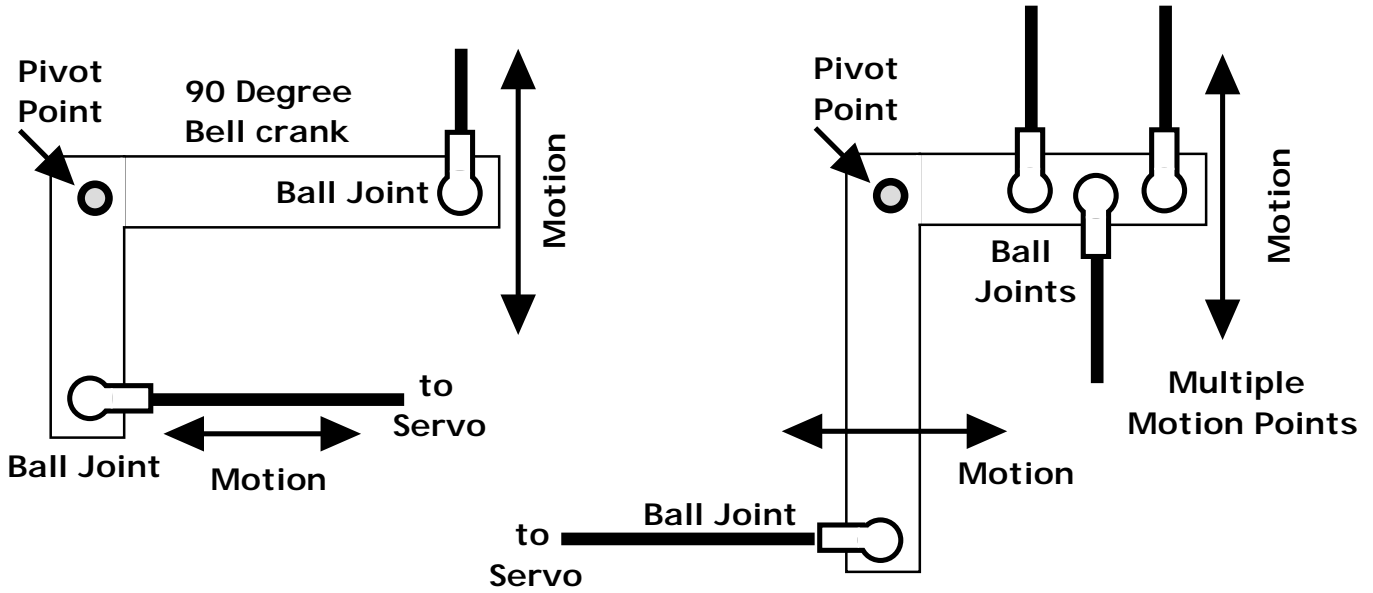 Pivot
Point
90 Degree
Bell crank
Ball Joint
Motion
to
Servo
Ball Joint
Motion
Pivot
Point
Ball
Joints
Motion
Multiple
Motion Points
Motion
Ball Joint
to
Servo